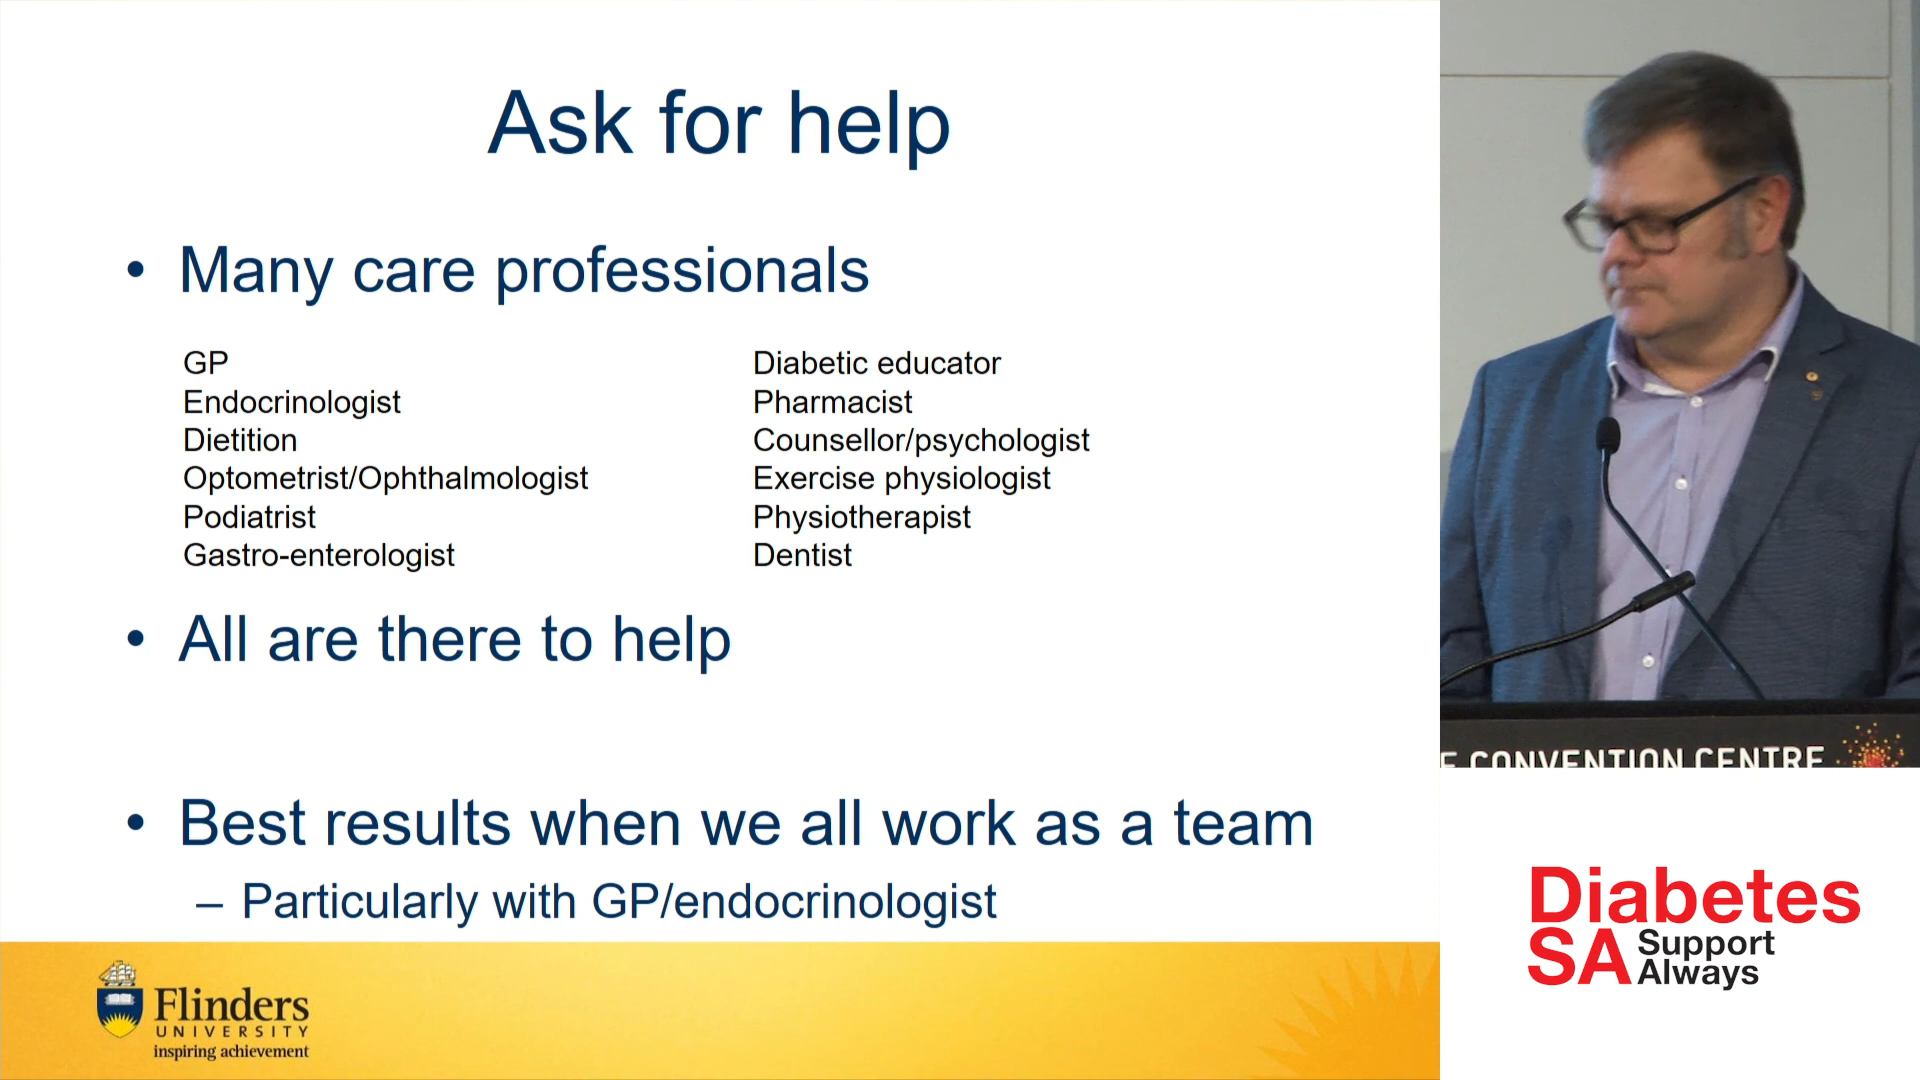 Ask for help
• Many care professionals
GP
Endocrinologist
Dietition
Optometrist/Ophthalmologist
Podiatrist
Gastro-enterologist
Diabetic educator
Pharmacist
Counsellor/psychologist
Exercise physiologist
Physiotherapist
Dentist
• All are there to help
• Best results when we all work as a team
– Particularly with GP/endocrinologist
Flinders
UNIVERSITY
inspiring achievement
E CONVENTION CENTRE
Diabetes
SA Support
Always